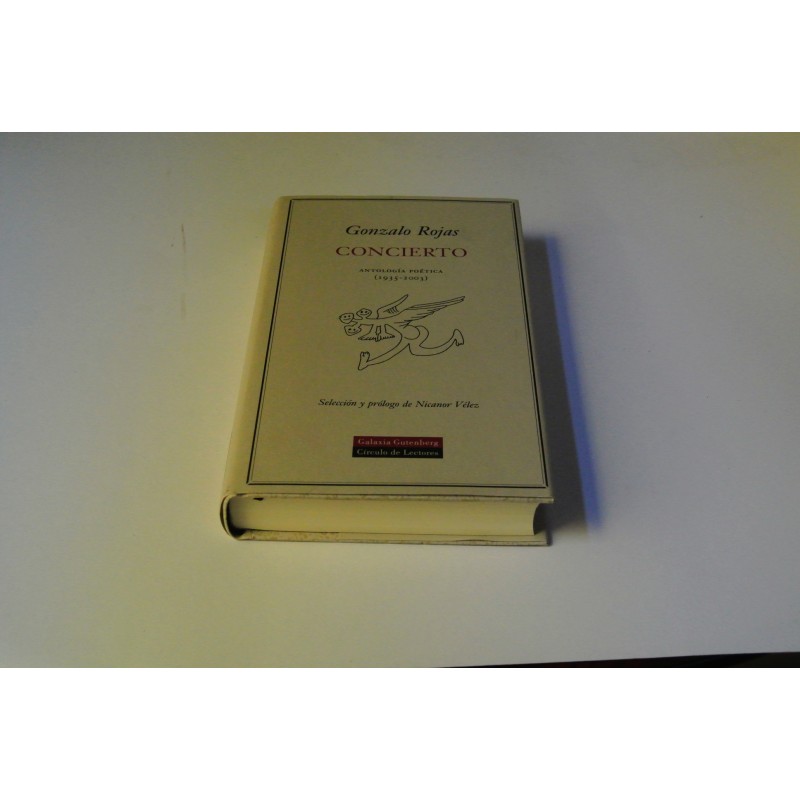 Gonzalo Rojas
CONCIERTO
ANTOLOGÍA POÉTICA
(1935-2003)
Selección y prólogo de Nicanor Vélez
Galaxia Gutenberg
Círculo de Lectores